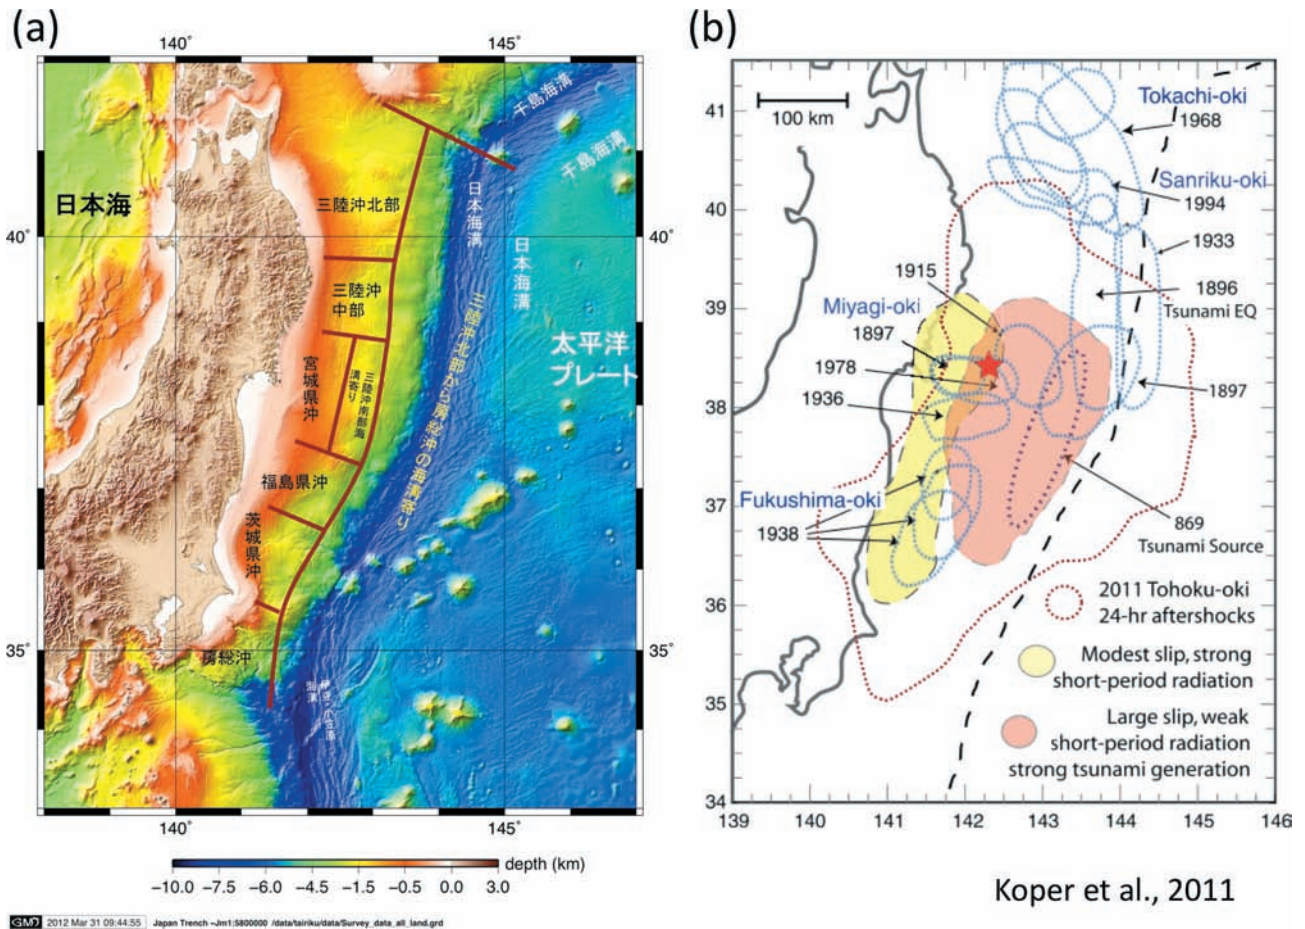 (a)
140°
145°
千島海溝
千島海溝
日本海
三陸沖北部
日本海溝
40°
40°
日本海溝
三陸沖
中部
三陸沖北部から房総沖の海溝寄り
太平洋
プレート
宮城県沖
三陸沖南部海
溝寄り
福島県沖
茨城県沖
35°
35°
房総沖
伊豆・小笠原
海溝
140°
145°
depth (km)
−10.0 −7.5 −6.0 −4.5 −1.5 −0.5 0.0 3.0
GMD 2012 Mar 31 09:44:55 Japan Trench -Jm1:5800000 /data/tairiku/data/Survey_data_all_land.grd
(b)
41
40
39
38
37
36
35
34
139 140 141 142 143 144 145 146
100 km
Tokachi-oki
1968
Sanriku-oki
1994
1933
1915
1896
Tsunami EQ
Miyagi-oki
1897
1978
1936
1897
Fukushima-oki
1938
869
Tsunami Source
2011 Tohoku-oki
24-hr aftershocks
Modest slip, strong
short-period radiation
Large slip, weak
short-period radiation
strong tsunami generation
Koper et al., 2011